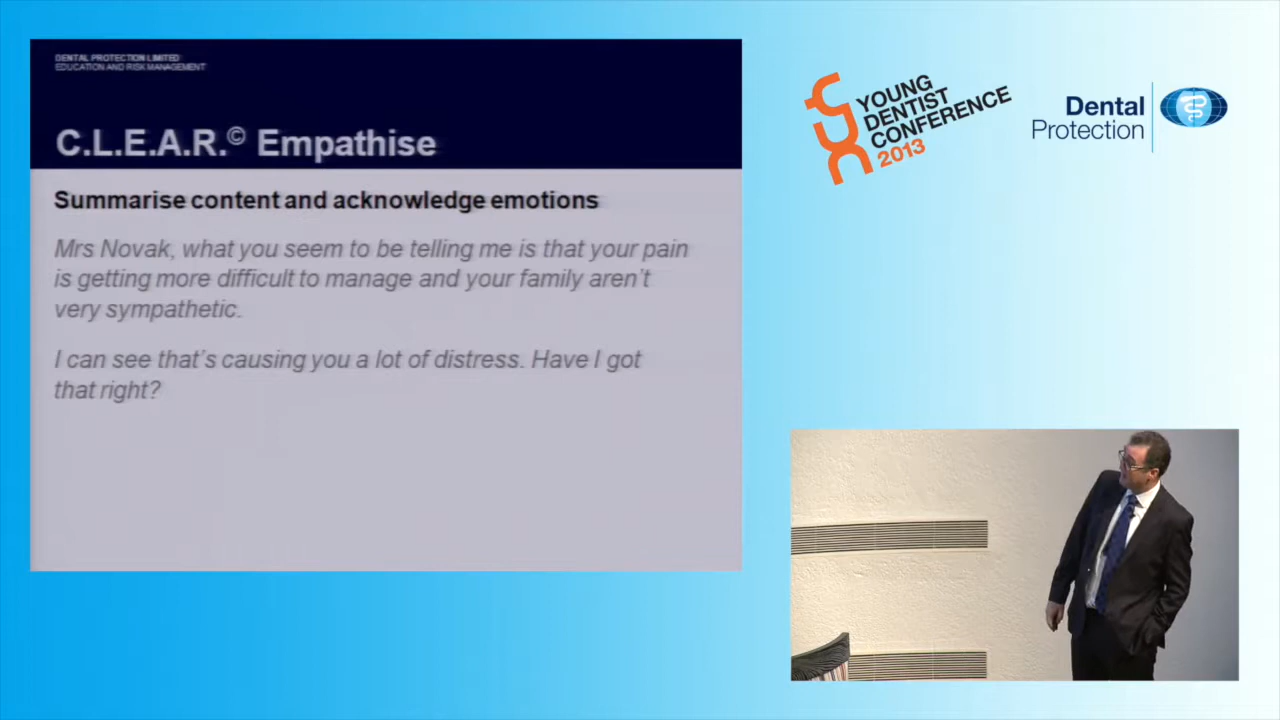 DENTAL PROTECTION LIMITED
EDUCATION AND RISK MANAGEMENT
C.L.E.A.R.© Empathise
Summarise content and acknowledge emotions
Mrs Novak, what you seem to be telling me is that your pain
is getting more difficult to manage and your family aren't
very sympathetic.
I can see that's causing you a lot of distress. Have I got
that right?
YOUNG
DENTIST
CONFERENCE
2013
Dental
Protection